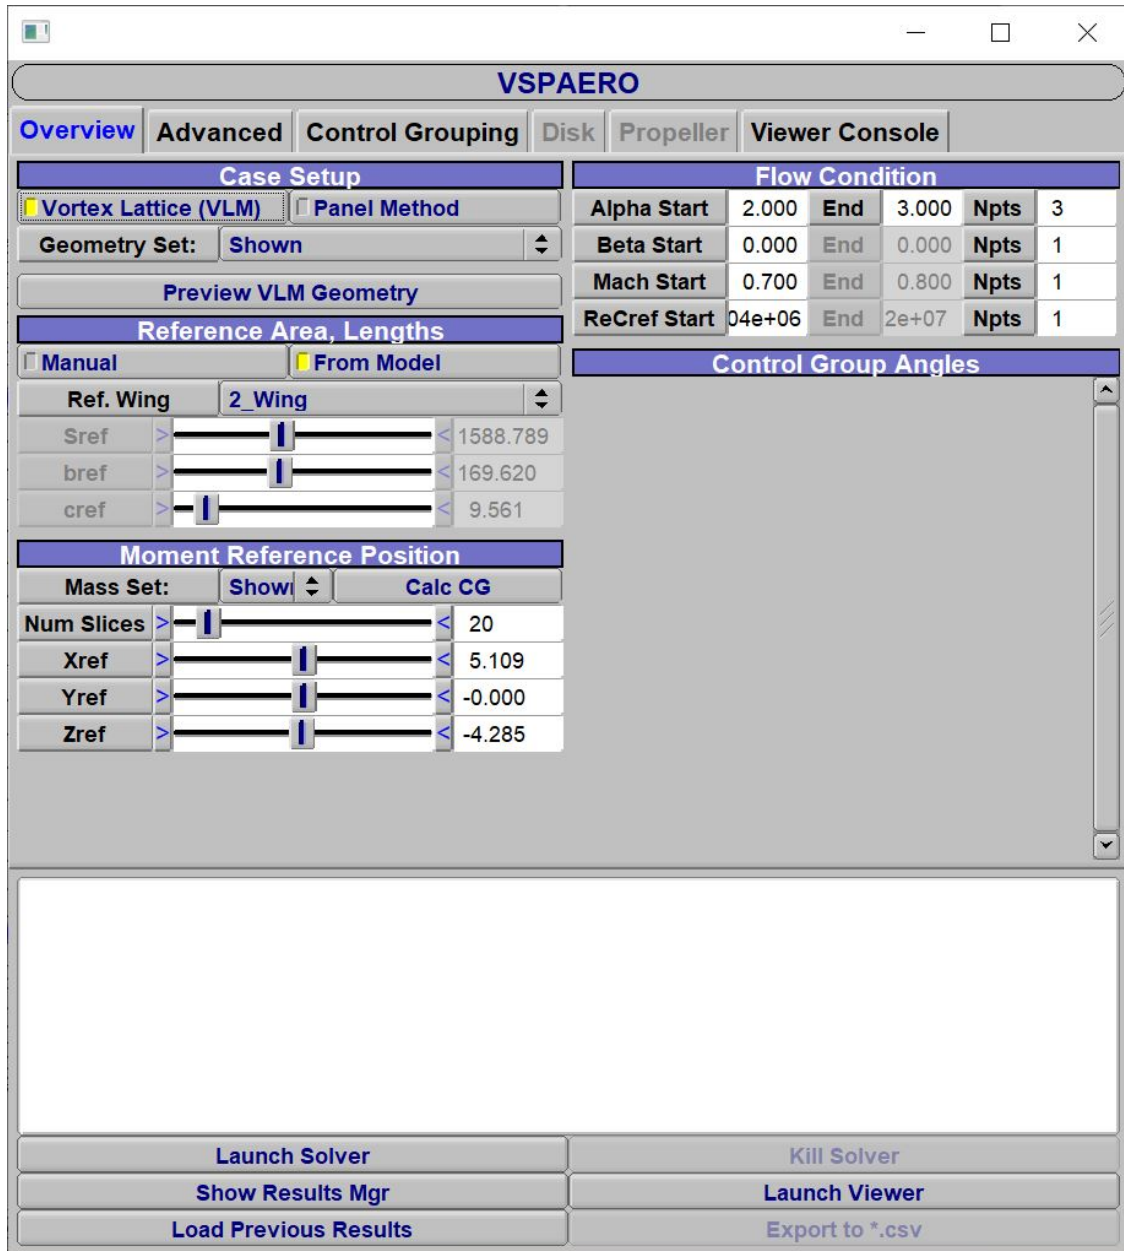 VSPAERO
Overview Advanced Control Grouping Disk Propeller Viewer Console
Case Setup
Vortex Lattice (VLM) Panel Method
Geometry Set: Shown
Preview VLM Geometry
Reference Area, Lengths
Manual From Model
Ref. Wing 2_Wing
Sref > < 1588.789
bref > < 169.620
cref > < 9.561
Moment Reference Position
Mass Set: Shown Calc CG
Num Slices > < 20
Xref > < 5.109
Yref > < -0.000
Zref > < -4.285
Flow Condition
Alpha Start 2.000 End 3.000 Npts 3
Beta Start 0.000 End 0.000 Npts 1
Mach Start 0.700 End 0.800 Npts 1
ReCref Start 04e+06 End 2e+07 Npts 1
Control Group Angles
Launch Solver Kill Solver
Show Results Mgr Launch Viewer
Load Previous Results Export to *.csv